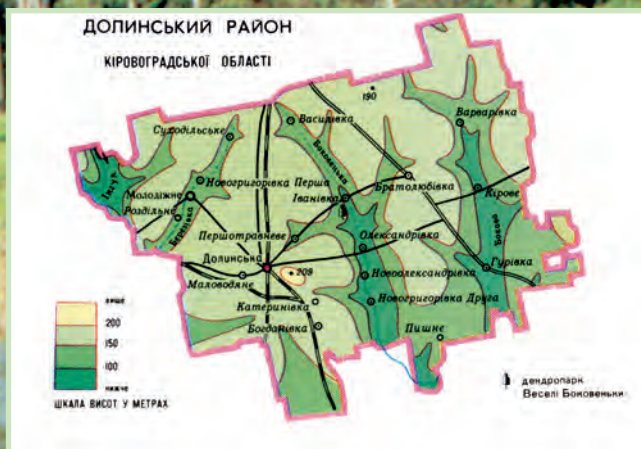 ДОЛИНСЬКИЙ РАЙОН
КІРОВОГРАДСЬКОЇ ОБЛАСТІ
190
Варварівка
Василівка
Суходільське
Боковенька
Інгул
Новогригорівка Перша
Братолюбівка
Молодіжне
Іванівка
Кірове
Роздільне
Березівка
Бокова
Першотравневе
Олександрівка
Долинська
209
Гурівка
Маловодяне
Новоолександрівка
Катеринівка
Новогригорівка Друга
Богданівка
Пишне
вище
200
150
100
нижче
ШКАЛА ВИСОТ У МЕТРАХ
дендропарк
Веселі Боковеньки